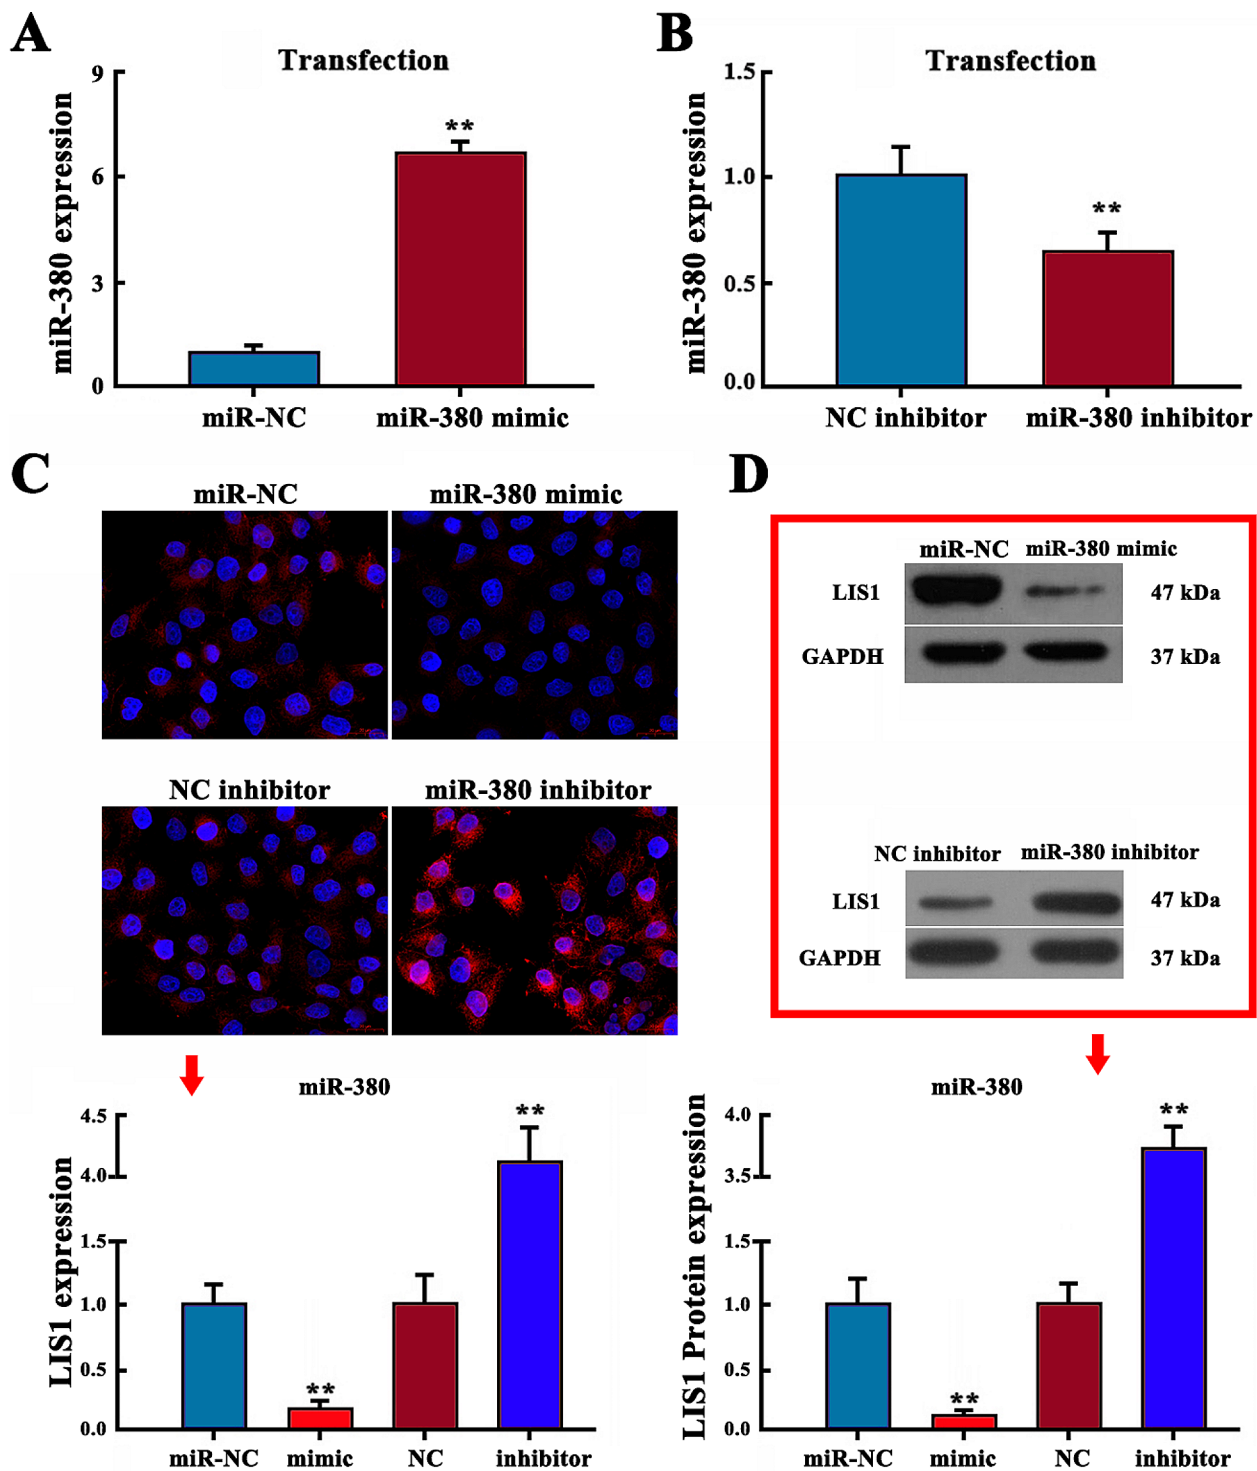 A
Transfection
miR-380 expression
9
6
3
0
**
miR-NC
miR-380 mimic
B
Transfection
miR-380 expression
1.5
1.0
0.5
0.0
**
NC inhibitor
miR-380 inhibitor
C
miR-NC
miR-380 mimic
NC inhibitor
miR-380 inhibitor
miR-380
LIS1 expression
4.5
4.0
1.5
1.0
0.5
0.0
**
**
miR-NC
mimic
NC
inhibitor
D
miR-NC
miR-380 mimic
LIS1
47 kDa
GAPDH
37 kDa
NC inhibitor
miR-380 inhibitor
LIS1
47 kDa
GAPDH
37 kDa
miR-380
LIS1 Protein expression
4.0
3.5
1.5
1.0
0.5
0.0
**
**
miR-NC
mimic
NC
inhibitor